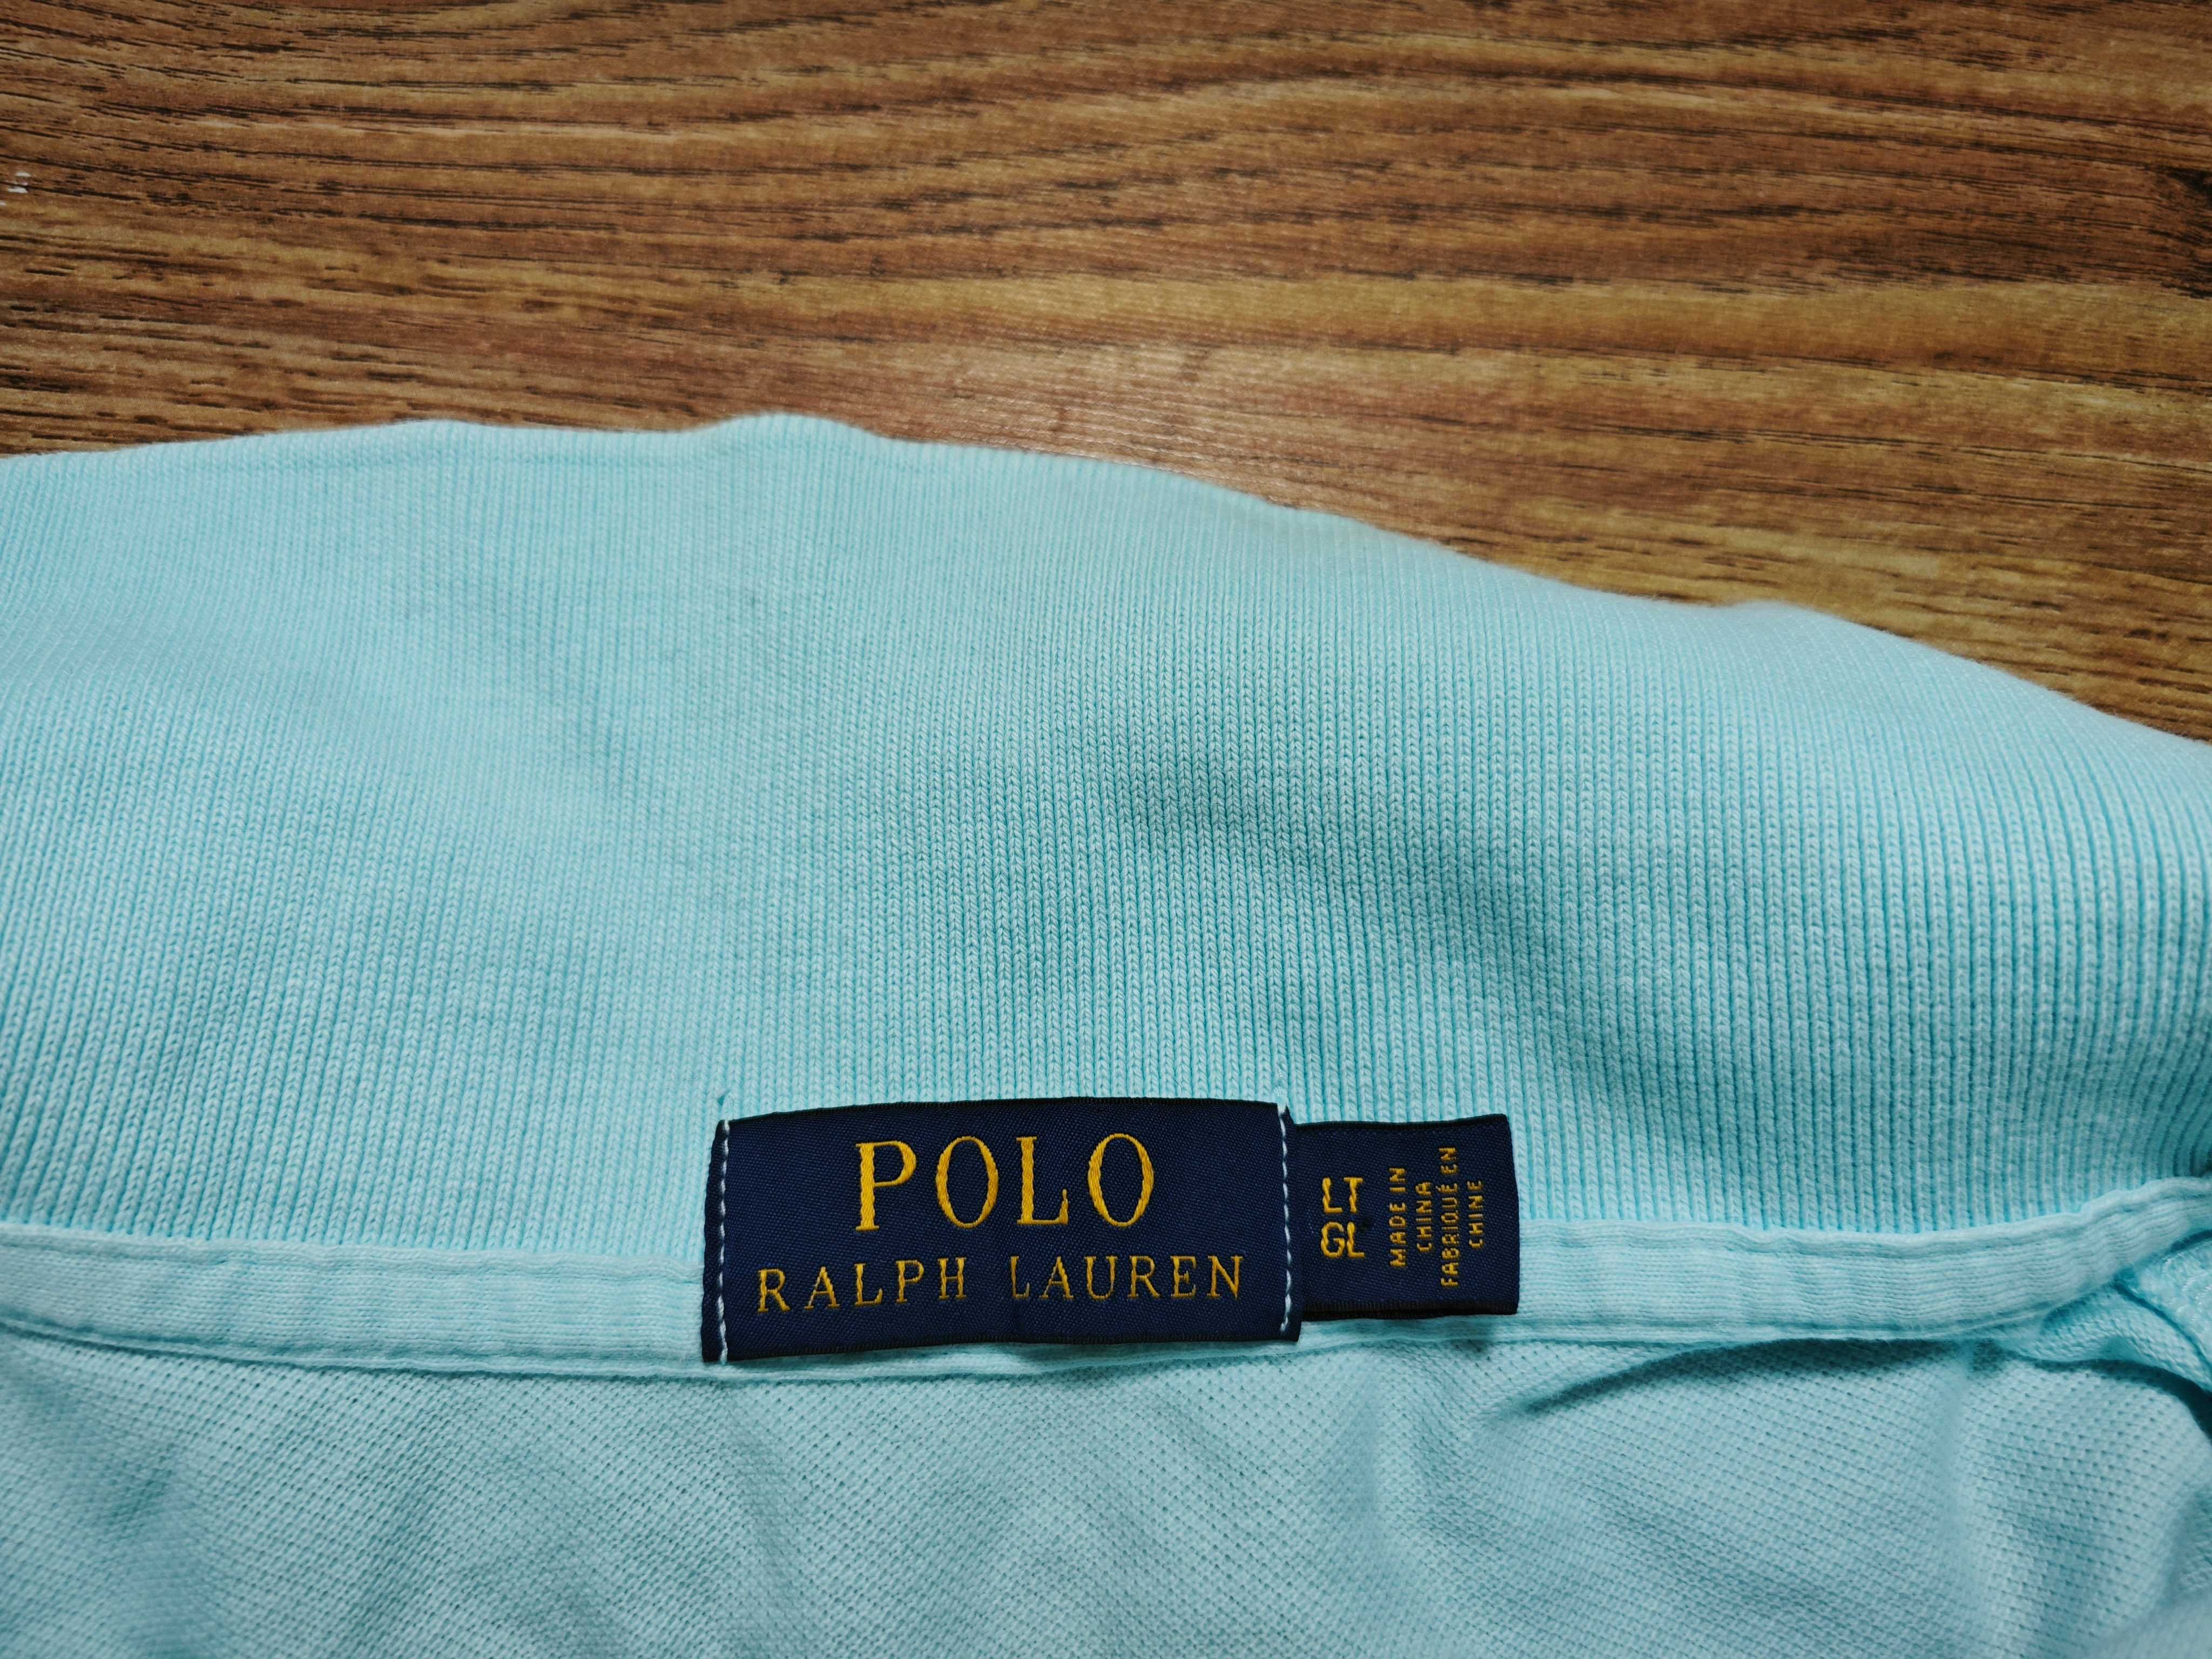 POLO
RALPH LAUREN
LT
GL
MADE IN
CHINA
FABRIQUÉ EN
CHINE